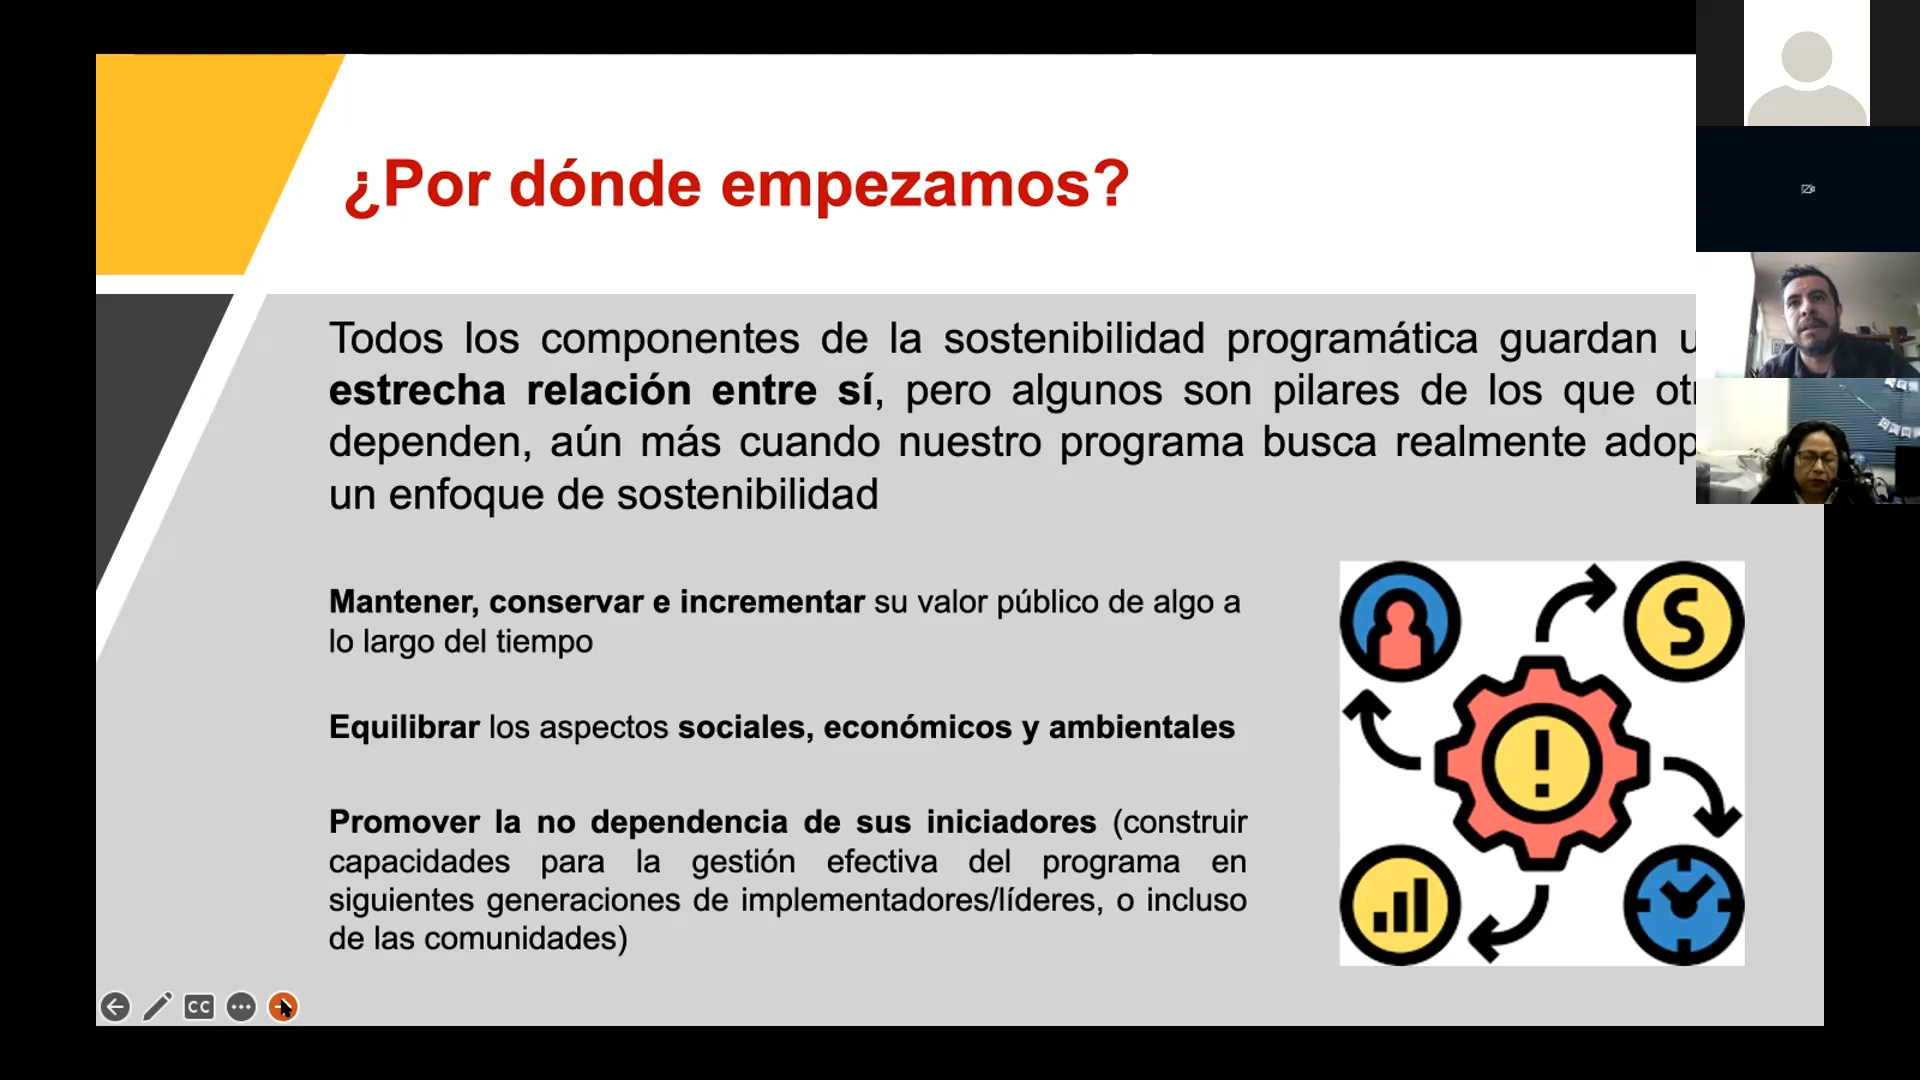 ¿Por dónde empezamos?
Todos los componentes de la sostenibilidad programática guardan
estrecha relación entre sí, pero algunos son pilares de los que
dependen, aún más cuando nuestro programa busca realmente
un enfoque de sostenibilidad
Mantener, conservar e incrementar su valor público de algo a
lo largo del tiempo
Equilibrar los aspectos sociales, económicos y ambientales
Promover la no dependencia de sus iniciadores (construir
capacidades para la gestión efectiva del programa en
siguientes generaciones de implementadores/líderes, o incluso
de las comunidades)
CC